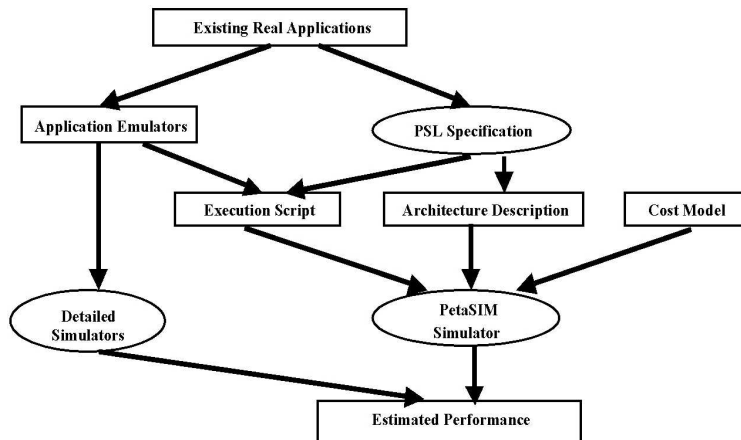 Existing Real Applications
Application Emulators
PSL Specification
Execution Script
Architecture Description
Cost Model
Detailed
Simulators
PetaSIM
Simulator
Estimated Performance